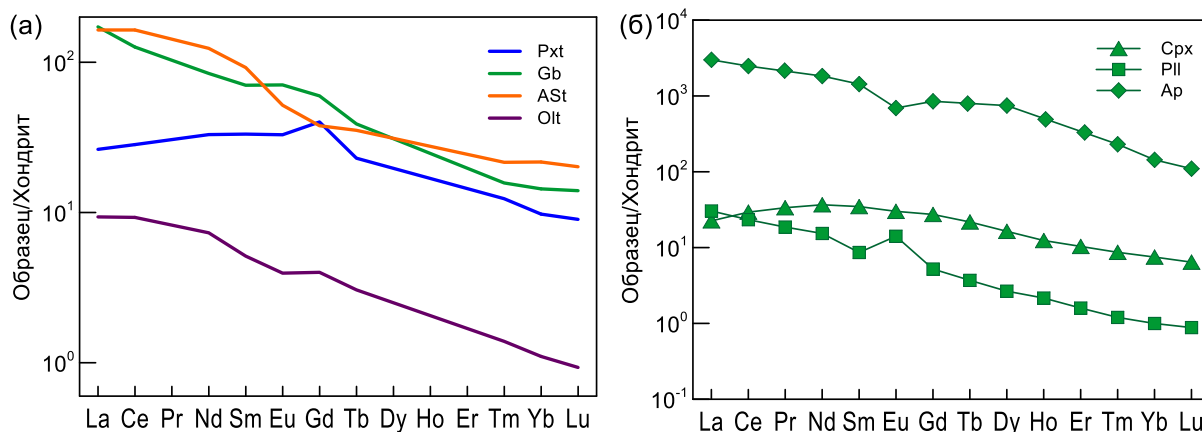 (а)
Образец/Хондрит
10²
10¹
10⁰
Pxt
Gb
ASt
Olt
La Ce Pr Nd Sm Eu Gd Tb Dy Ho Er Tm Yb Lu
(б)
Образец/Хондрит
10⁴
10³
10²
10¹
10⁰
10⁻¹
Cpx
Pll
Ap
La Ce Pr Nd Sm Eu Gd Tb Dy Ho Er Tm Yb Lu